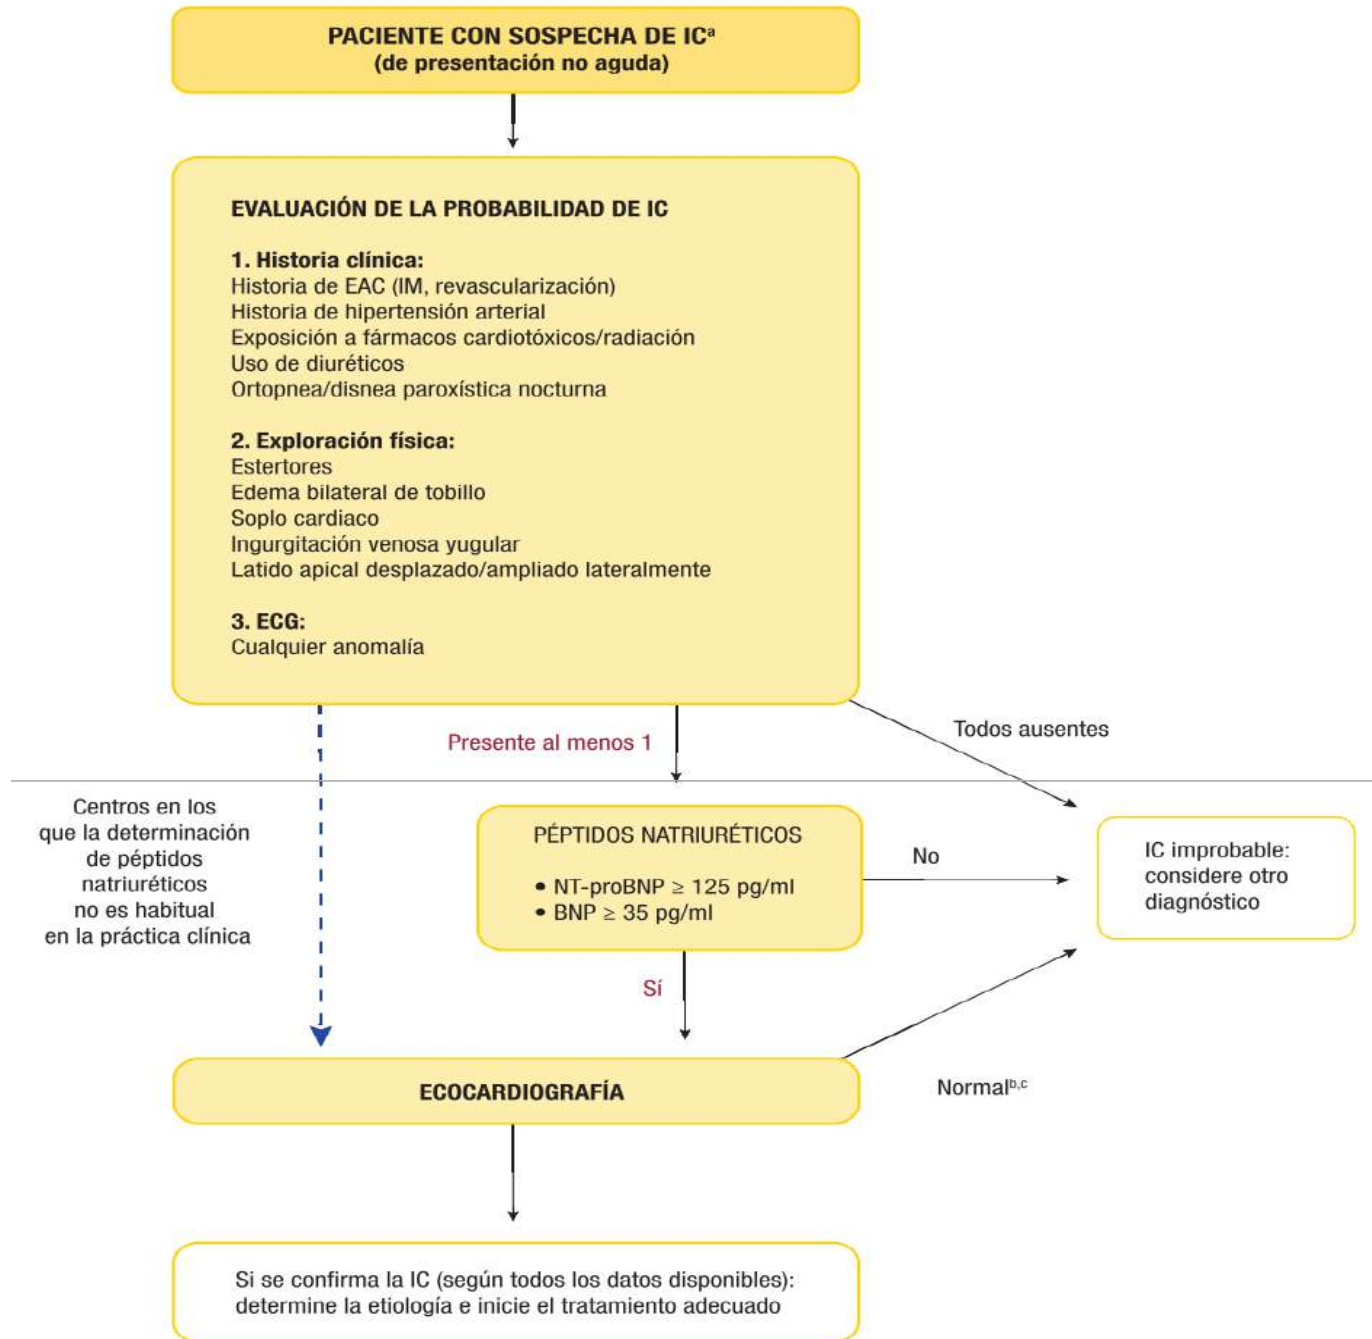 PACIENTE CON SOSPECHA DE ICª
(de presentación no aguda)
EVALUACIÓN DE LA PROBABILIDAD DE IC
1. Historia clínica:
Historia de EAC (IM, revascularización)
Historia de hipertensión arterial
Exposición a fármacos cardiotóxicos/radiación
Uso de diuréticos
Ortopnea/disnea paroxística nocturna
2. Exploración física:
Estertores
Edema bilateral de tobillo
Soplo cardiaco
Ingurgitación venosa yugular
Latido apical desplazado/ampliado lateralmente
3. ECG:
Cualquier anomalía
Presente al menos 1
Todos ausentes
Centros en los
que la determinación
de péptidos
natriuréticos
no es habitual
en la práctica clínica
PÉPTIDOS NATRIURÉTICOS
• NT-proBNP ≥ 125 pg/ml
• BNP ≥ 35 pg/ml
No
IC improbable:
considere otro
diagnóstico
Sí
ECOCARDIOGRAFÍA
Normalᵇ,ᶜ
Si se confirma la IC (según todos los datos disponibles):
determine la etiología e inicie el tratamiento adecuado